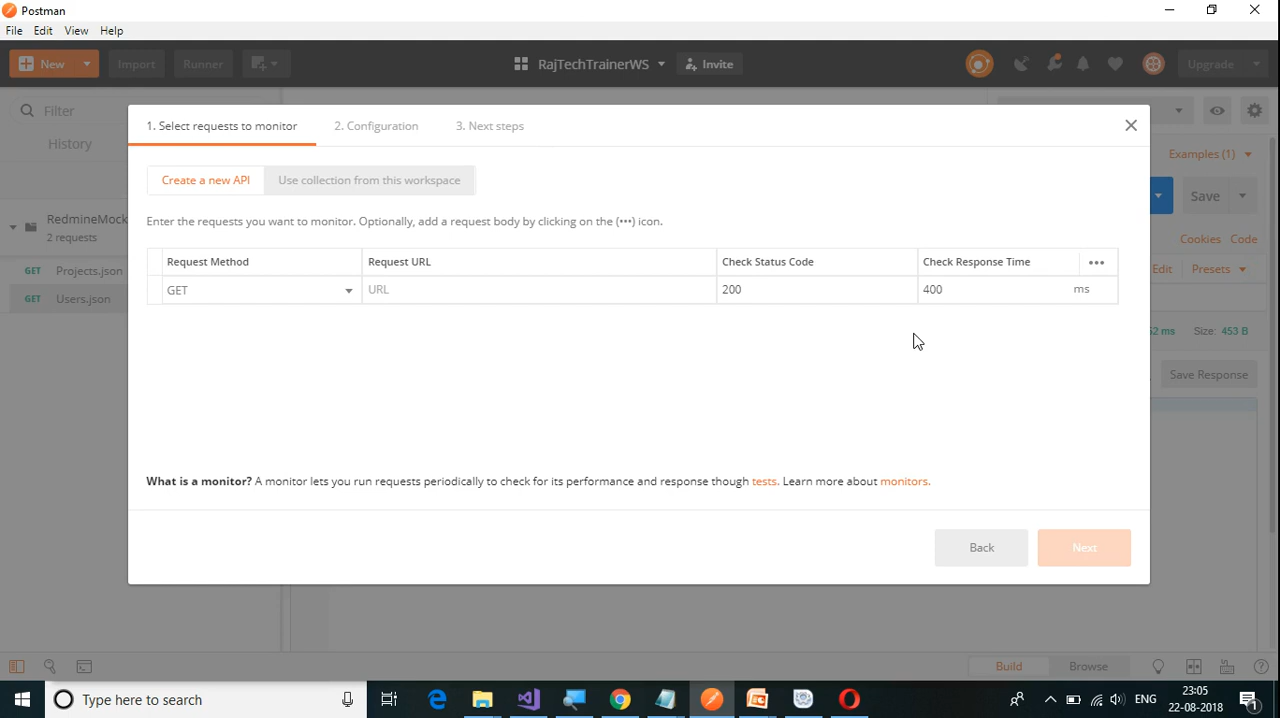 Postman
File Edit View Help
New Import Runner RajTechTrainerWS Invite Upgrade
Filter
History
RedmineMock
2 requests
GET Projects.json
GET Users.json
1. Select requests to monitor 2. Configuration 3. Next steps
Create a new API Use collection from this workspace
Enter the requests you want to monitor. Optionally, add a request body by clicking on the (•••) icon.
Request Method Request URL Check Status Code Check Response Time •••
GET URL 200 400 ms
What is a monitor? A monitor lets you run requests periodically to check for its performance and response though tests. Learn more about monitors.
Back Next
Examples (1)
Save
Cookies Code
Edit Presets
Size: 453 B
Save Response
Build Browse
Type here to search
ENG 23:05
22-08-2018
1